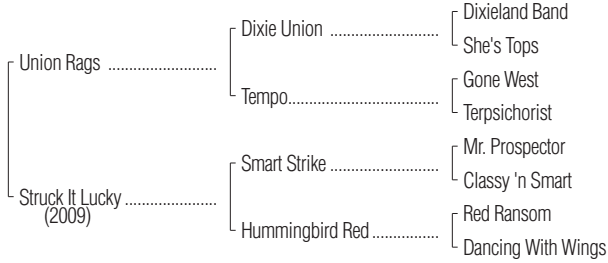 Dixieland Band
Dixie Union ......................
She's Tops
Union Rags ......................
Gone West
Tempo..............................
Terpsichorist
Mr. Prospector
Smart Strike ......................
Classy 'n Smart
Struck It Lucky ..................
(2009)
Red Ransom
Hummingbird Red .............
Dancing With Wings